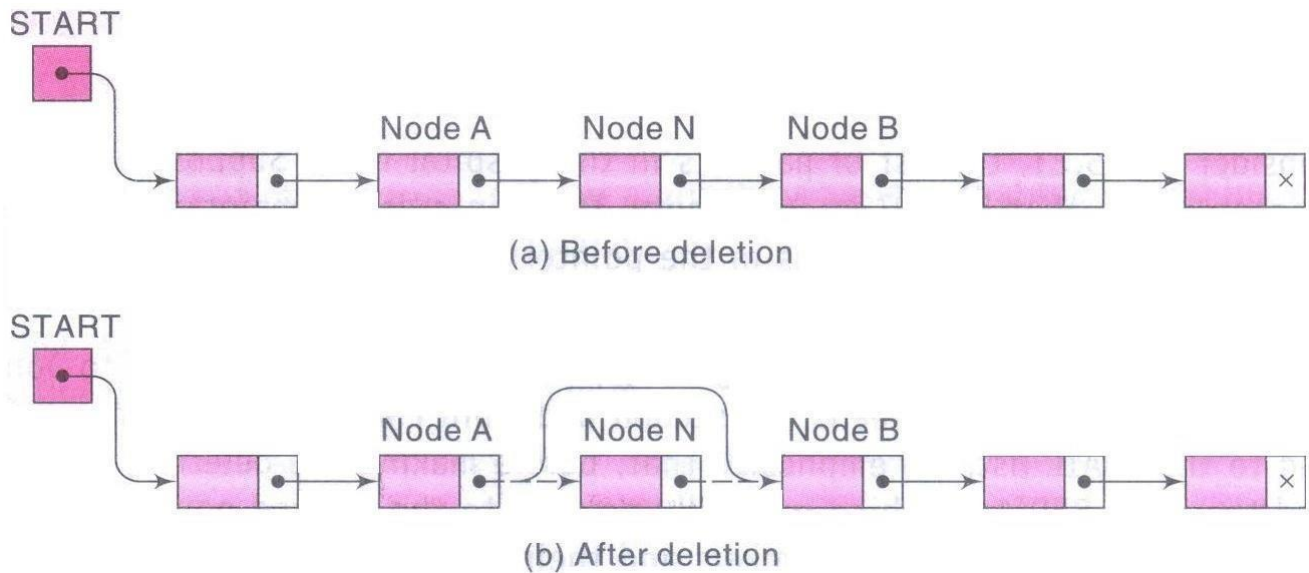 START
Node A Node N Node B
×
(a) Before deletion
START
Node A Node N Node B
×
(b) After deletion